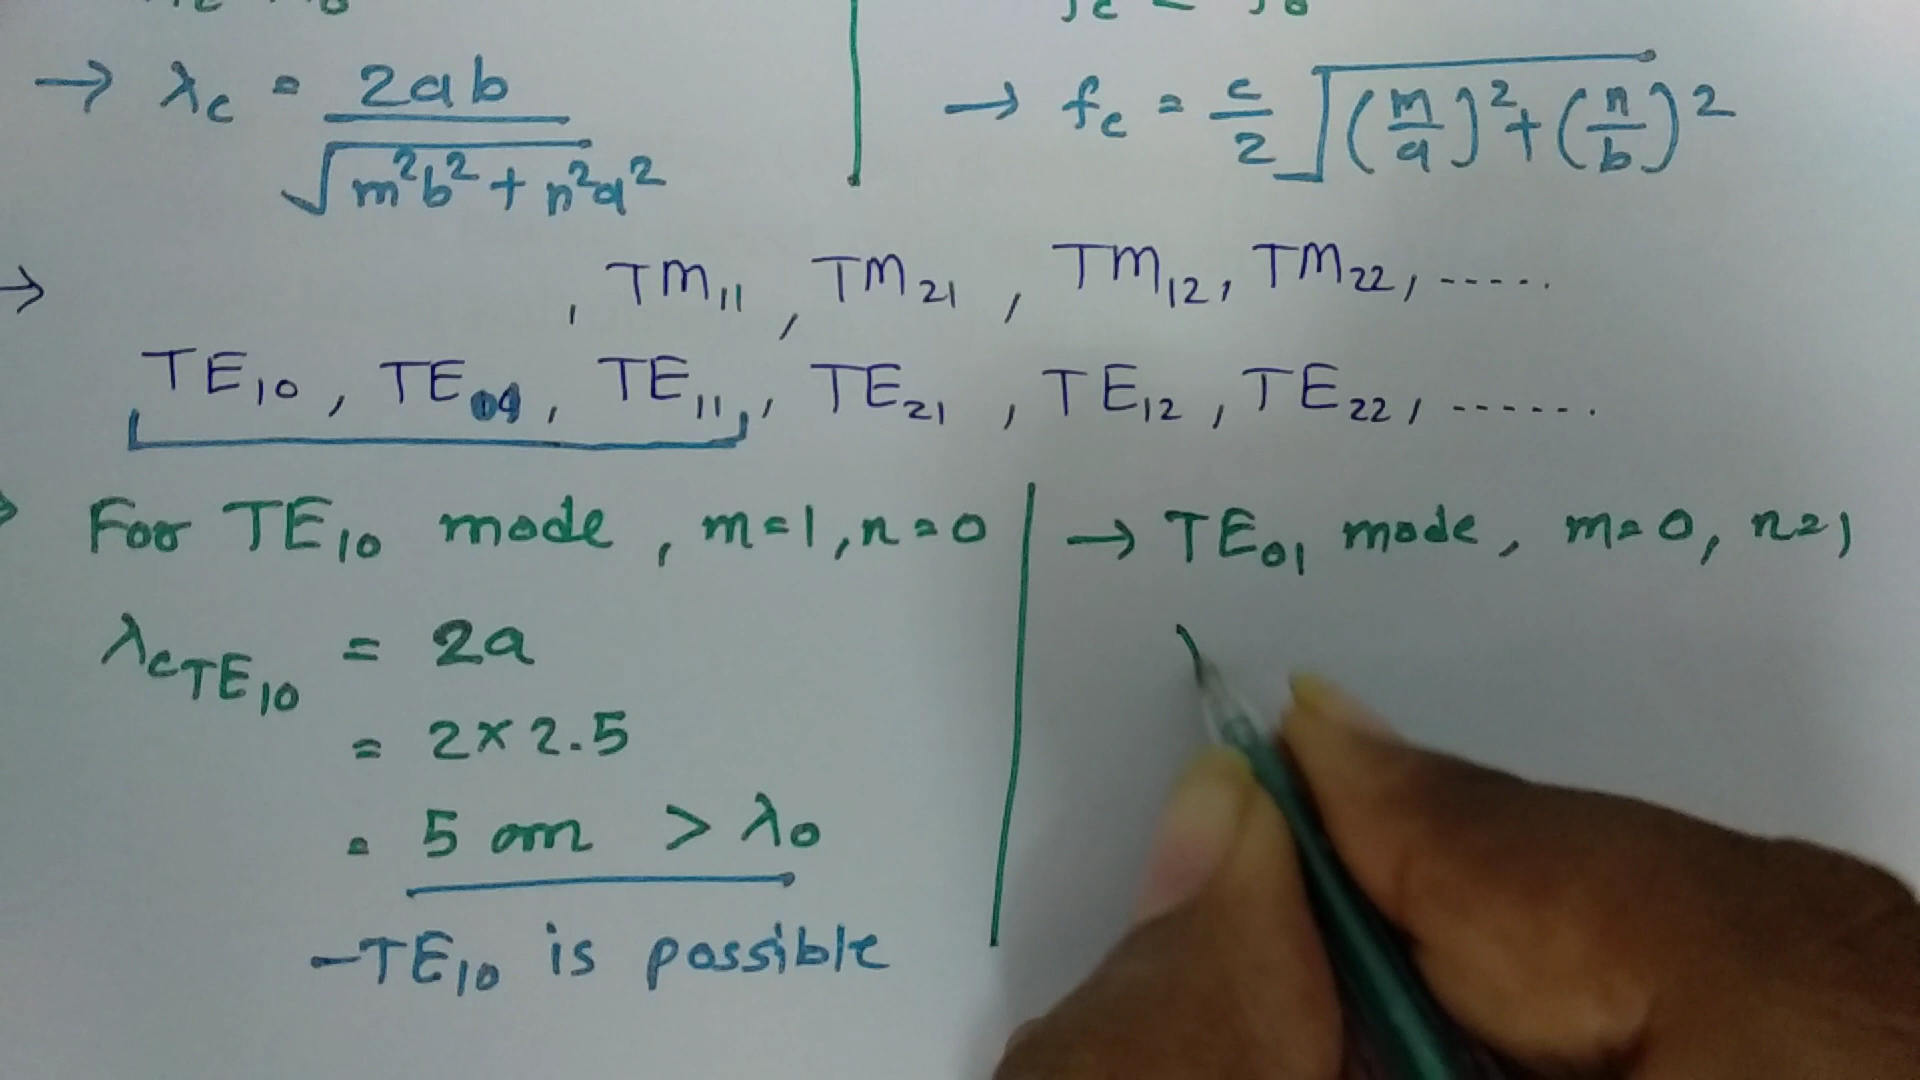 → λc = 2ab / √(m²b² + n²a²)
→ fc = c/2 √((m/a)² + (n/b)²)
→ , TM11, TM21, TM12, TM22, .....
TE10, TE01, TE11, TE21, TE12, TE22, ......
For TE10 mode, m=1, n=0
λcTE10 = 2a
= 2×2.5
= 5 cm > λ0
-TE10 is possible
→ TE01 mode, m=0, n=1